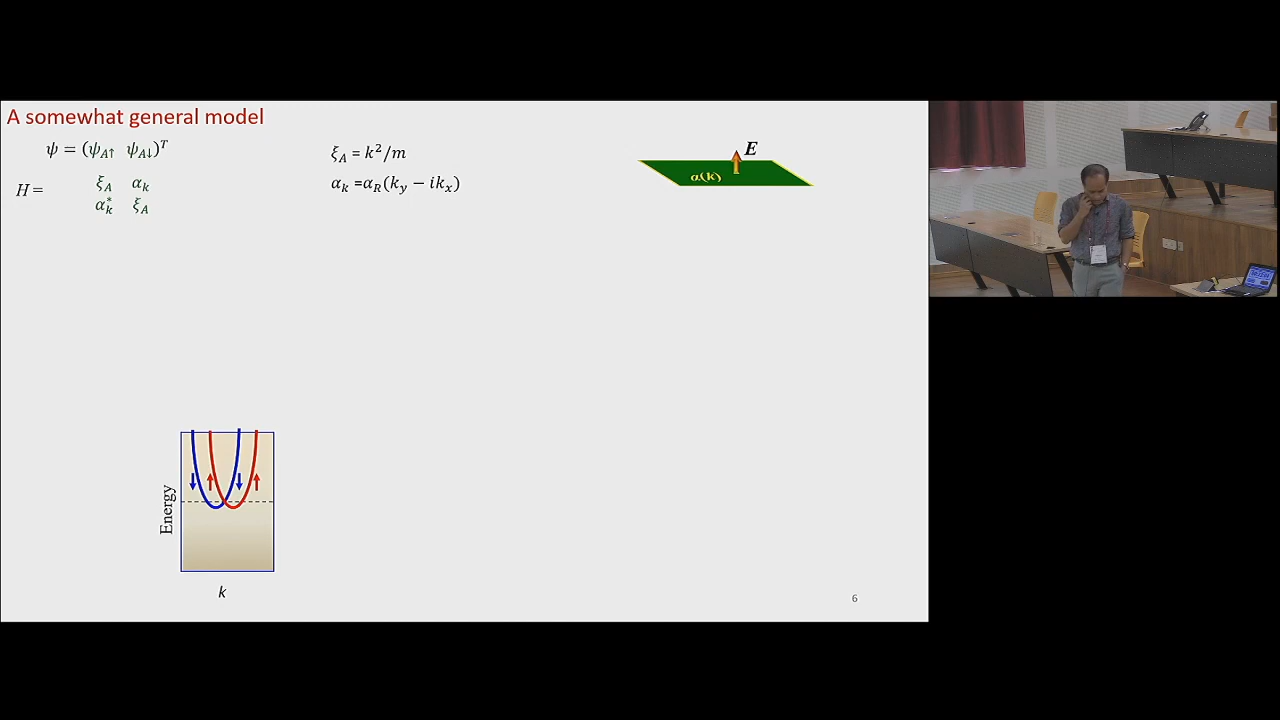 A somewhat general model
ψ = (ψ_{A↑} ψ_{A↓})^T
H = ξ_A α_k
α_k^* ξ_A
ξ_A = k²/m
α_k =α_R(k_y − ik_x)
E
α(k)
Energy
k
6